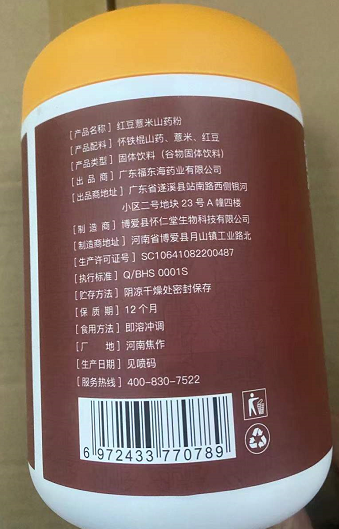 [产品名称] 红豆薏米山药粉
[产品配料] 怀铁棍山药、薏米、红豆
[产品类型] 固体饮料（谷物固体饮料）
[出 品 商] 广东福东海药业有限公司
[出品商地址] 广东省遂溪县站南路西侧银河
小区二号地块 23 号 A 幢四楼
[制 造 商] 博爱县怀仁堂生物科技有限公司
[制造商地址] 河南省博爱县月山镇工业路北
[生产许可证号] SC10641082200487
[执行标准] Q/BHS 0001S
[贮存方法] 阴凉干燥处密封保存
[保 质 期] 12 个月
[食用方法] 即溶冲调
[厂 地] 河南焦作
[生产日期] 见喷码
[服务热线] 400-830-7522
6 972433 770789